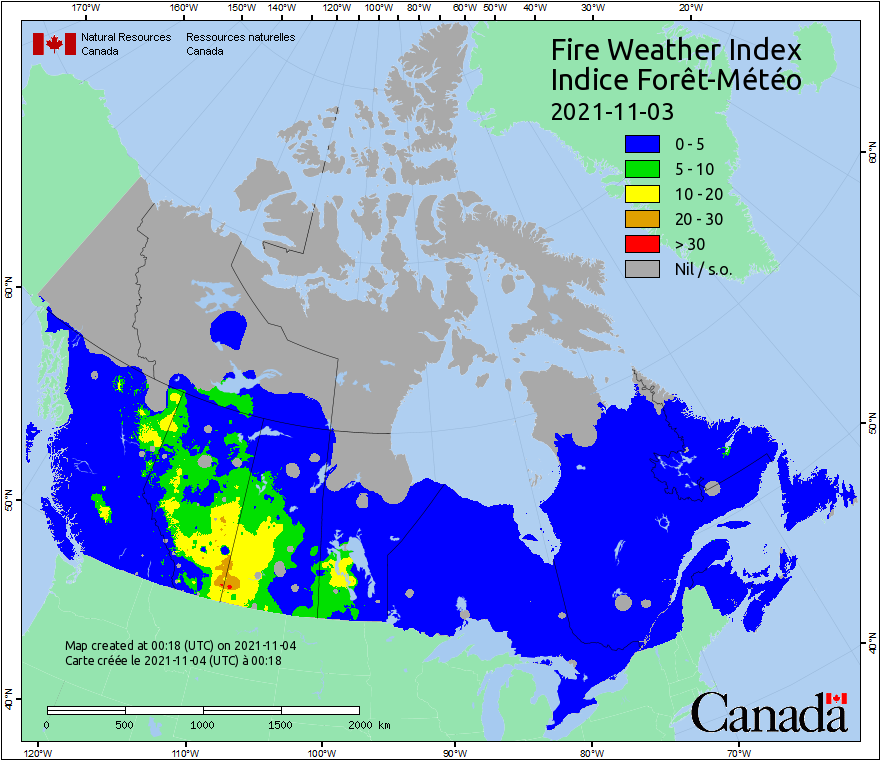 170°W 160°W 150°W 140°W 130°W 120°W 110°W 100°W 90°W 80°W 70°W 60°W 50°W 40°W 30°W 20°W
Natural Resources Ressources naturelles
Canada Canada
Fire Weather Index
Indice Forêt-Météo
2021-11-03
0 - 5
5 - 10
10 - 20
20 - 30
> 30
Nil / s.o.
60°N
50°N
40°N
60°N
50°N
40°N
Map created at 00:18 (UTC) on 2021-11-04
Carte créée le 2021-11-04 (UTC) à 00:18
0 500 1000 1500 2000 km
Canada
120°W 110°W 100°W 90°W 80°W 70°W